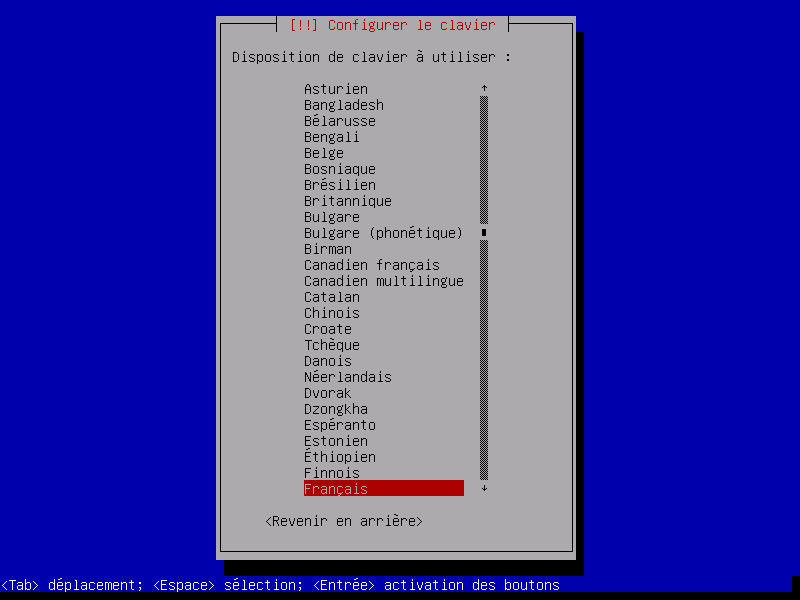 [!!] Configurer le clavier
Disposition de clavier à utiliser :
Asturien
Bangladesh
Bélarusse
Bengali
Belge
Bosniaque
Brésilien
Britannique
Bulgare
Bulgare (phonétique)
Birman
Canadien français
Canadien multilingue
Catalan
Chinois
Croate
Tchèque
Danois
Néerlandais
Dvorak
Dzongkha
Espéranto
Estonien
Éthiopien
Finnois
Français
<Revenir en arrière>
<Tab> déplacement; <Espace> sélection; <Entrée> activation des boutons